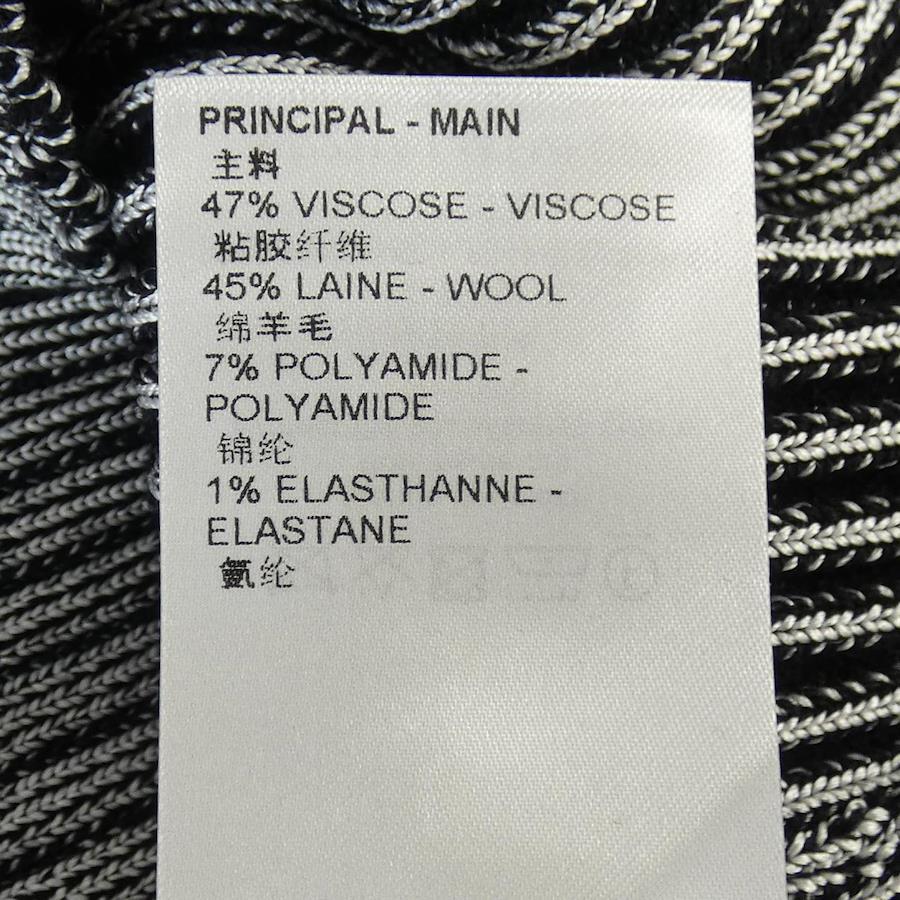 PRINCIPAL - MAIN
主料
47% VISCOSE - VISCOSE
粘胶纤维
45% LAINE - WOOL
绵羊毛
7% POLYAMIDE -
POLYAMIDE
锦纶
1% ELASTHANNE -
ELASTANE
氨纶